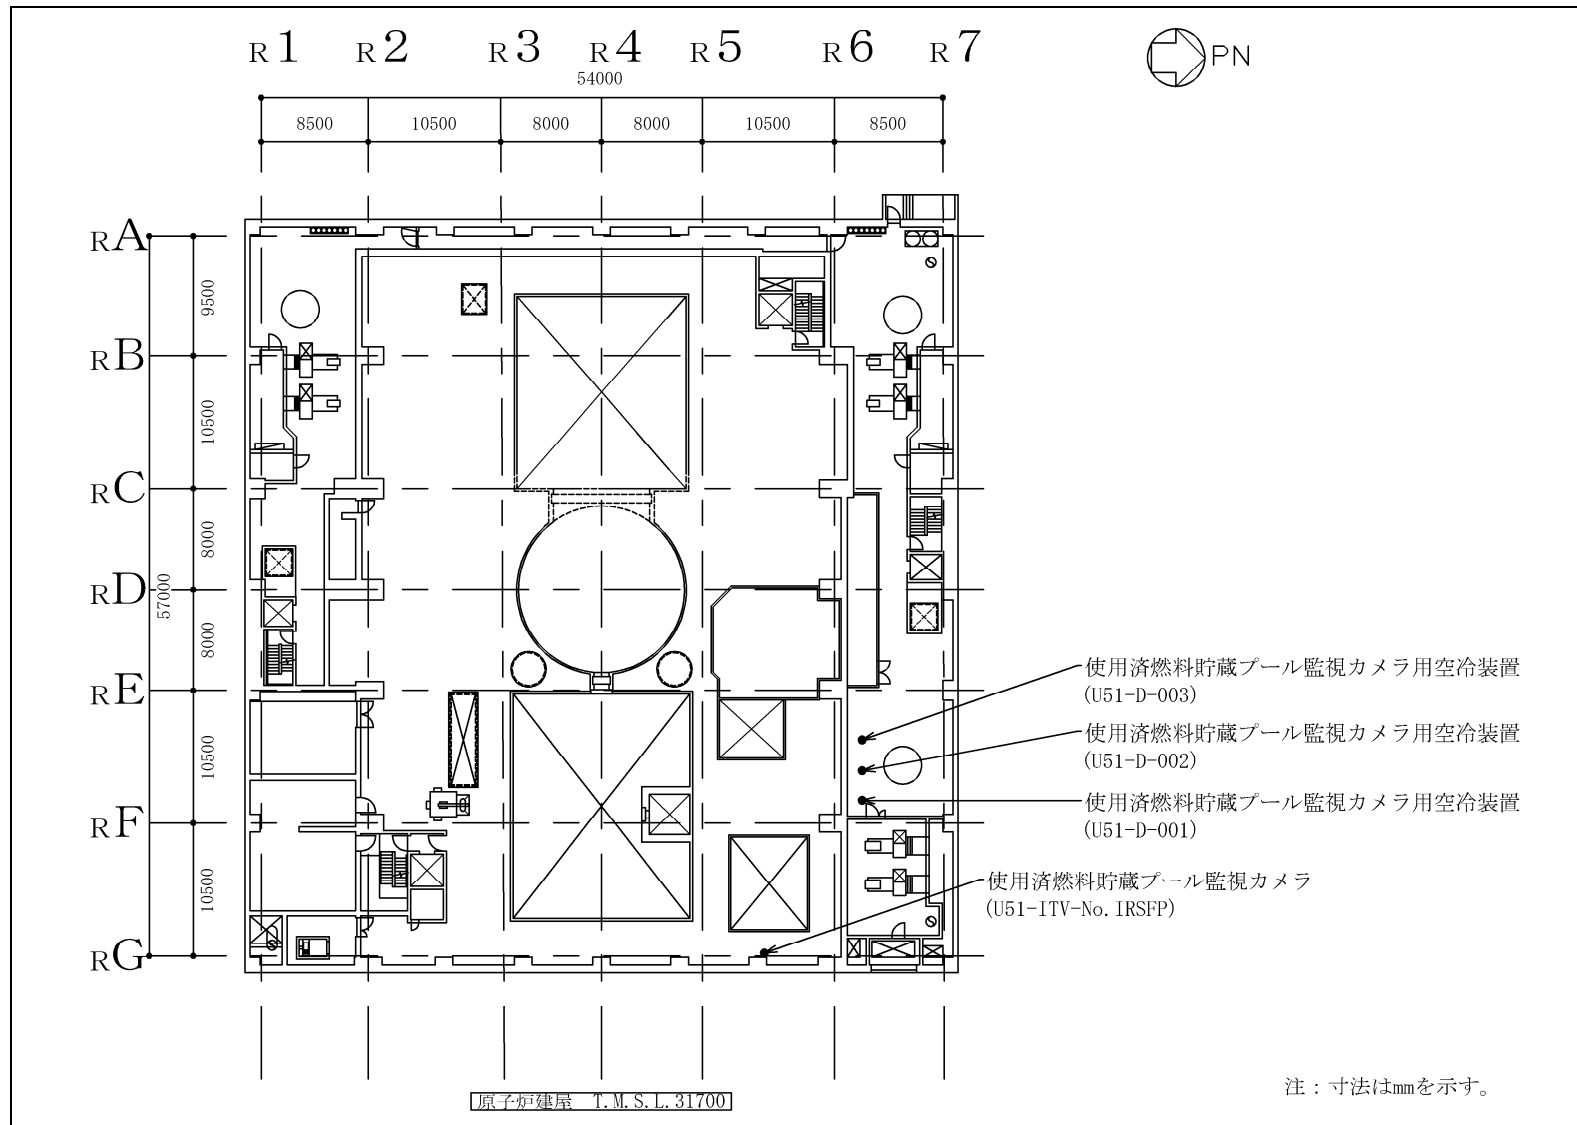 R1 R2 R3 R4 R5 R6 R7
PN
54000
8500 10500 8000 8000 10500 8500
RA
9500
RB
10500
RC
8000
RD
57000
8000
RE
10500
RF
10500
RG
使用済燃料貯蔵プール監視カメラ用空冷装置
(U51-D-003)
使用済燃料貯蔵プール監視カメラ用空冷装置
(U51-D-002)
使用済燃料貯蔵プール監視カメラ用空冷装置
(U51-D-001)
使用済燃料貯蔵プール監視カメラ
(U51-ITV-No.IRSFP)
原子炉建屋 T.M.S.L.31700
注：寸法はmmを示す。